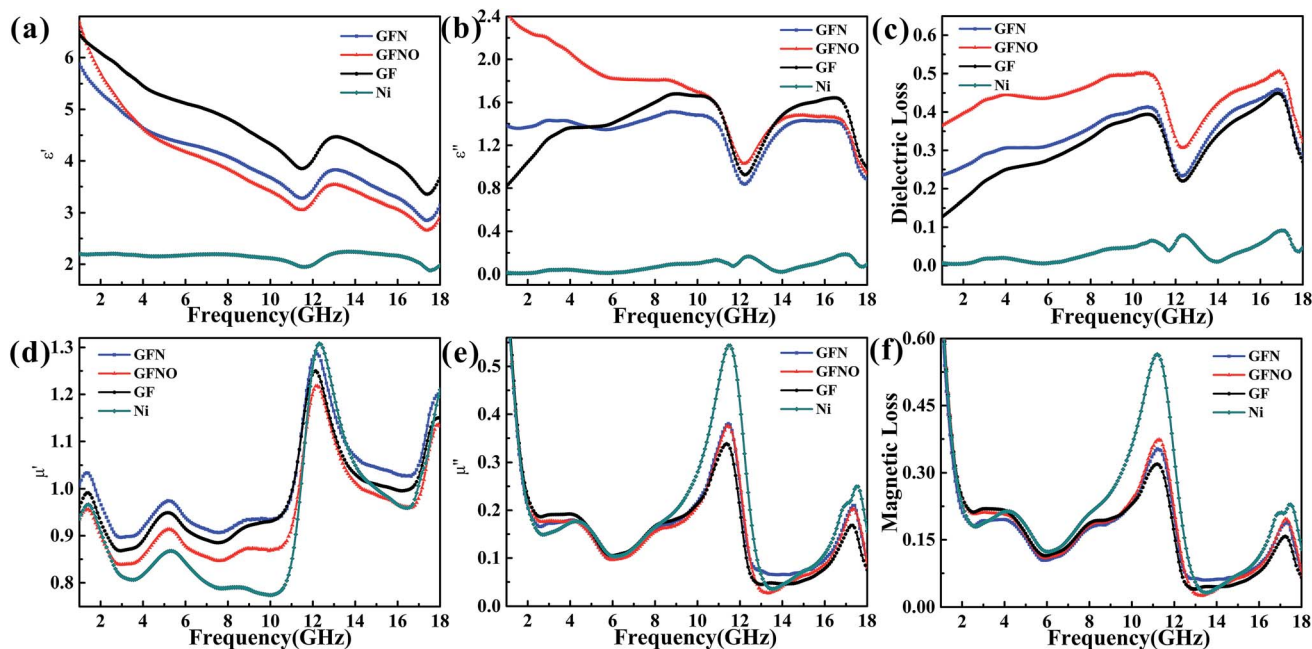 (a)
GFN
GFNO
GF
Ni
6
5
4
3
2
ε'
2 4 6 8 10 12 14 16 18
Frequency(GHz)
(b)
GFN
GFNO
GF
Ni
2.4
2.0
1.6
1.2
0.8
0.4
0.0
ε''
2 4 6 8 10 12 14 16 18
Frequency(GHz)
(c)
GFN
GFNO
GF
Ni
0.6
0.5
0.4
0.3
0.2
0.1
0.0
Dielectric Loss
2 4 6 8 10 12 14 16 18
Frequency(GHz)
(d)
GFN
GFNO
GF
Ni
1.3
1.2
1.1
1.0
0.9
0.8
μ'
2 4 6 8 10 12 14 16 18
Frequency(GHz)
(e)
GFN
GFNO
GF
Ni
0.5
0.4
0.3
0.2
0.1
0.0
μ''
2 4 6 8 10 12 14 16 18
Frequency(GHz)
(f)
GFN
GFNO
GF
Ni
0.60
0.45
0.30
0.15
0.00
Magnetic Loss
2 4 6 8 10 12 14 16 18
Frequency(GHz)